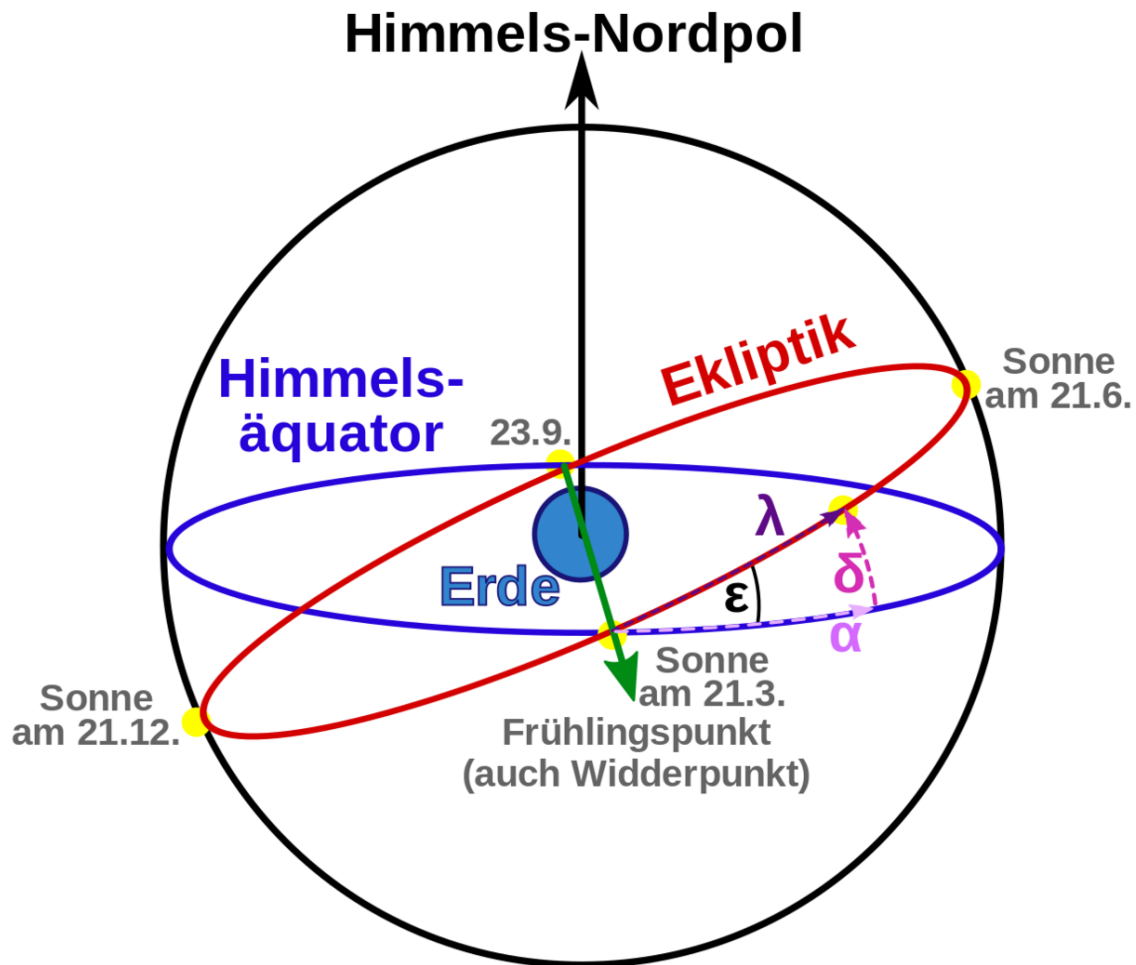 Himmels-Nordpol
Ekliptik
Himmels-
äquator
Sonne
am 21.6.
23.9.
λ
Erde
ε
δ
α
Sonne
am 21.3.
Sonne
am 21.12.
Frühlingspunkt
(auch Widderpunkt)